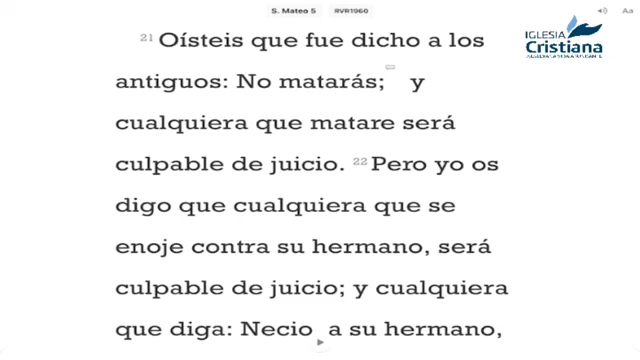 S. Mateo 5 RVR1960
Aa
IGLESIA
Cristiana
21 Oísteis que fue dicho a los
antiguos: No matarás; y
cualquiera que matare será
culpable de juicio. 22 Pero yo os
digo que cualquiera que se
enoje contra su hermano, será
culpable de juicio; y cualquiera
que diga: Necio a su hermano,